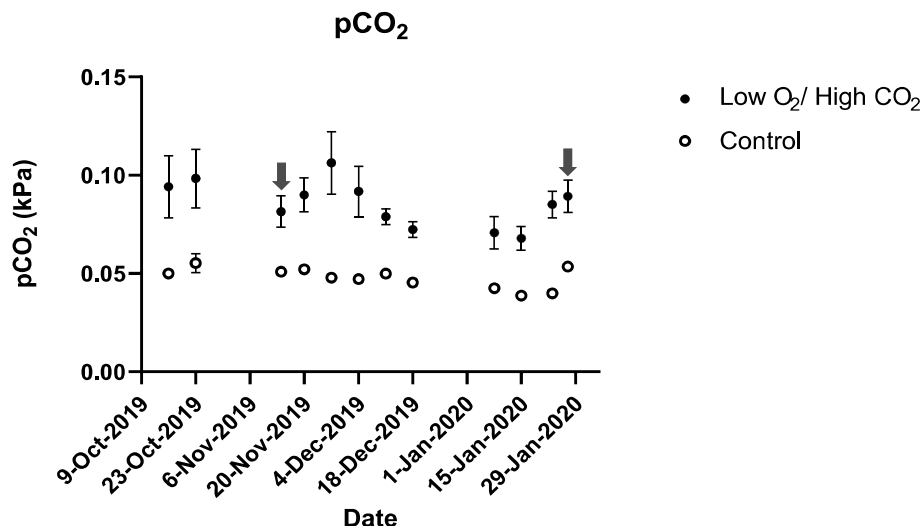 pCO₂
0.15
0.10
0.05
0.00
pCO₂ (kPa)
9-Oct-2019
23-Oct-2019
6-Nov-2019
20-Nov-2019
4-Dec-2019
18-Dec-2019
1-Jan-2020
15-Jan-2020
29-Jan-2020
Date
Low O₂/ High CO₂
Control